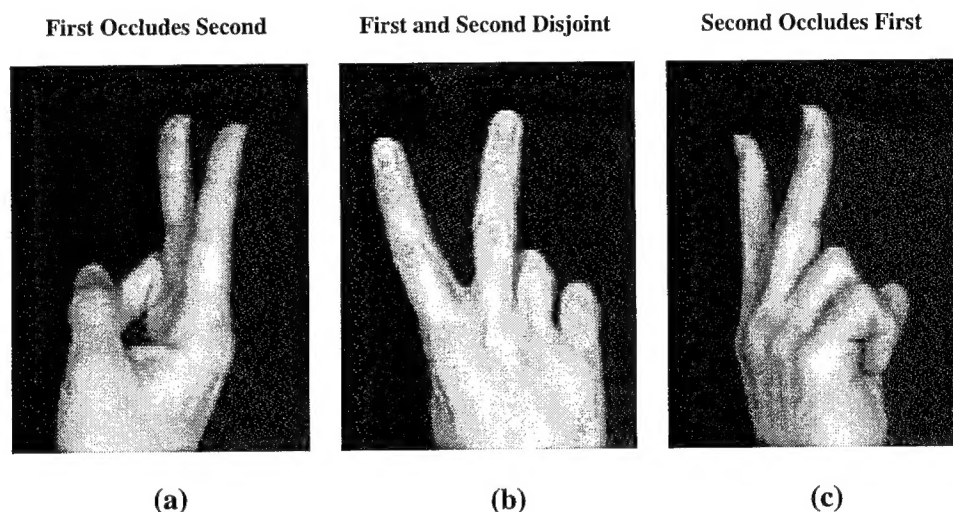 First Occludes Second
First and Second Disjoint
Second Occludes First
(a)
(b)
(c)